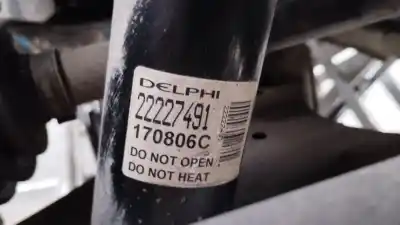 DELPHI
22227491
170806C
DO NOT OPEN
DO NOT HEAT